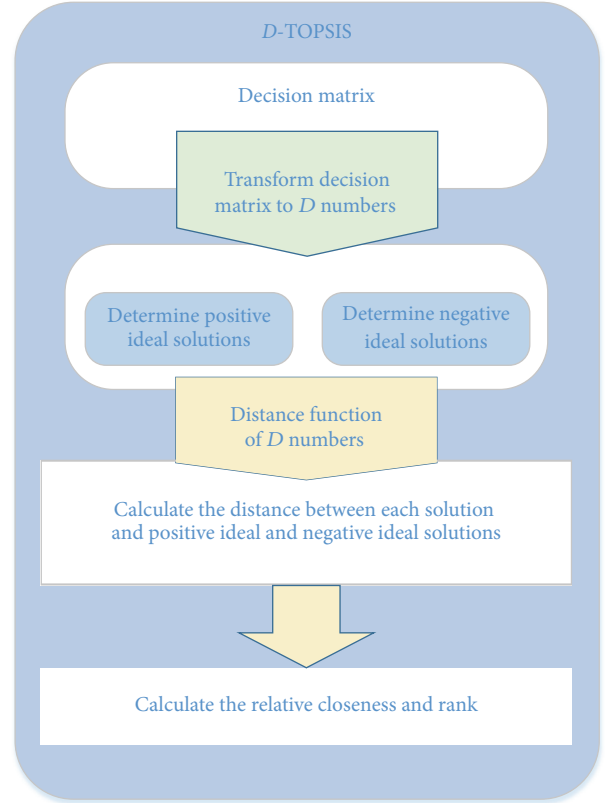 D-TOPSIS
Decision matrix
Transform decision
matrix to D numbers
Determine positive
ideal solutions
Determine negative
ideal solutions
Distance function
of D numbers
Calculate the distance between each solution
and positive ideal and negative ideal solutions
Calculate the relative closeness and rank